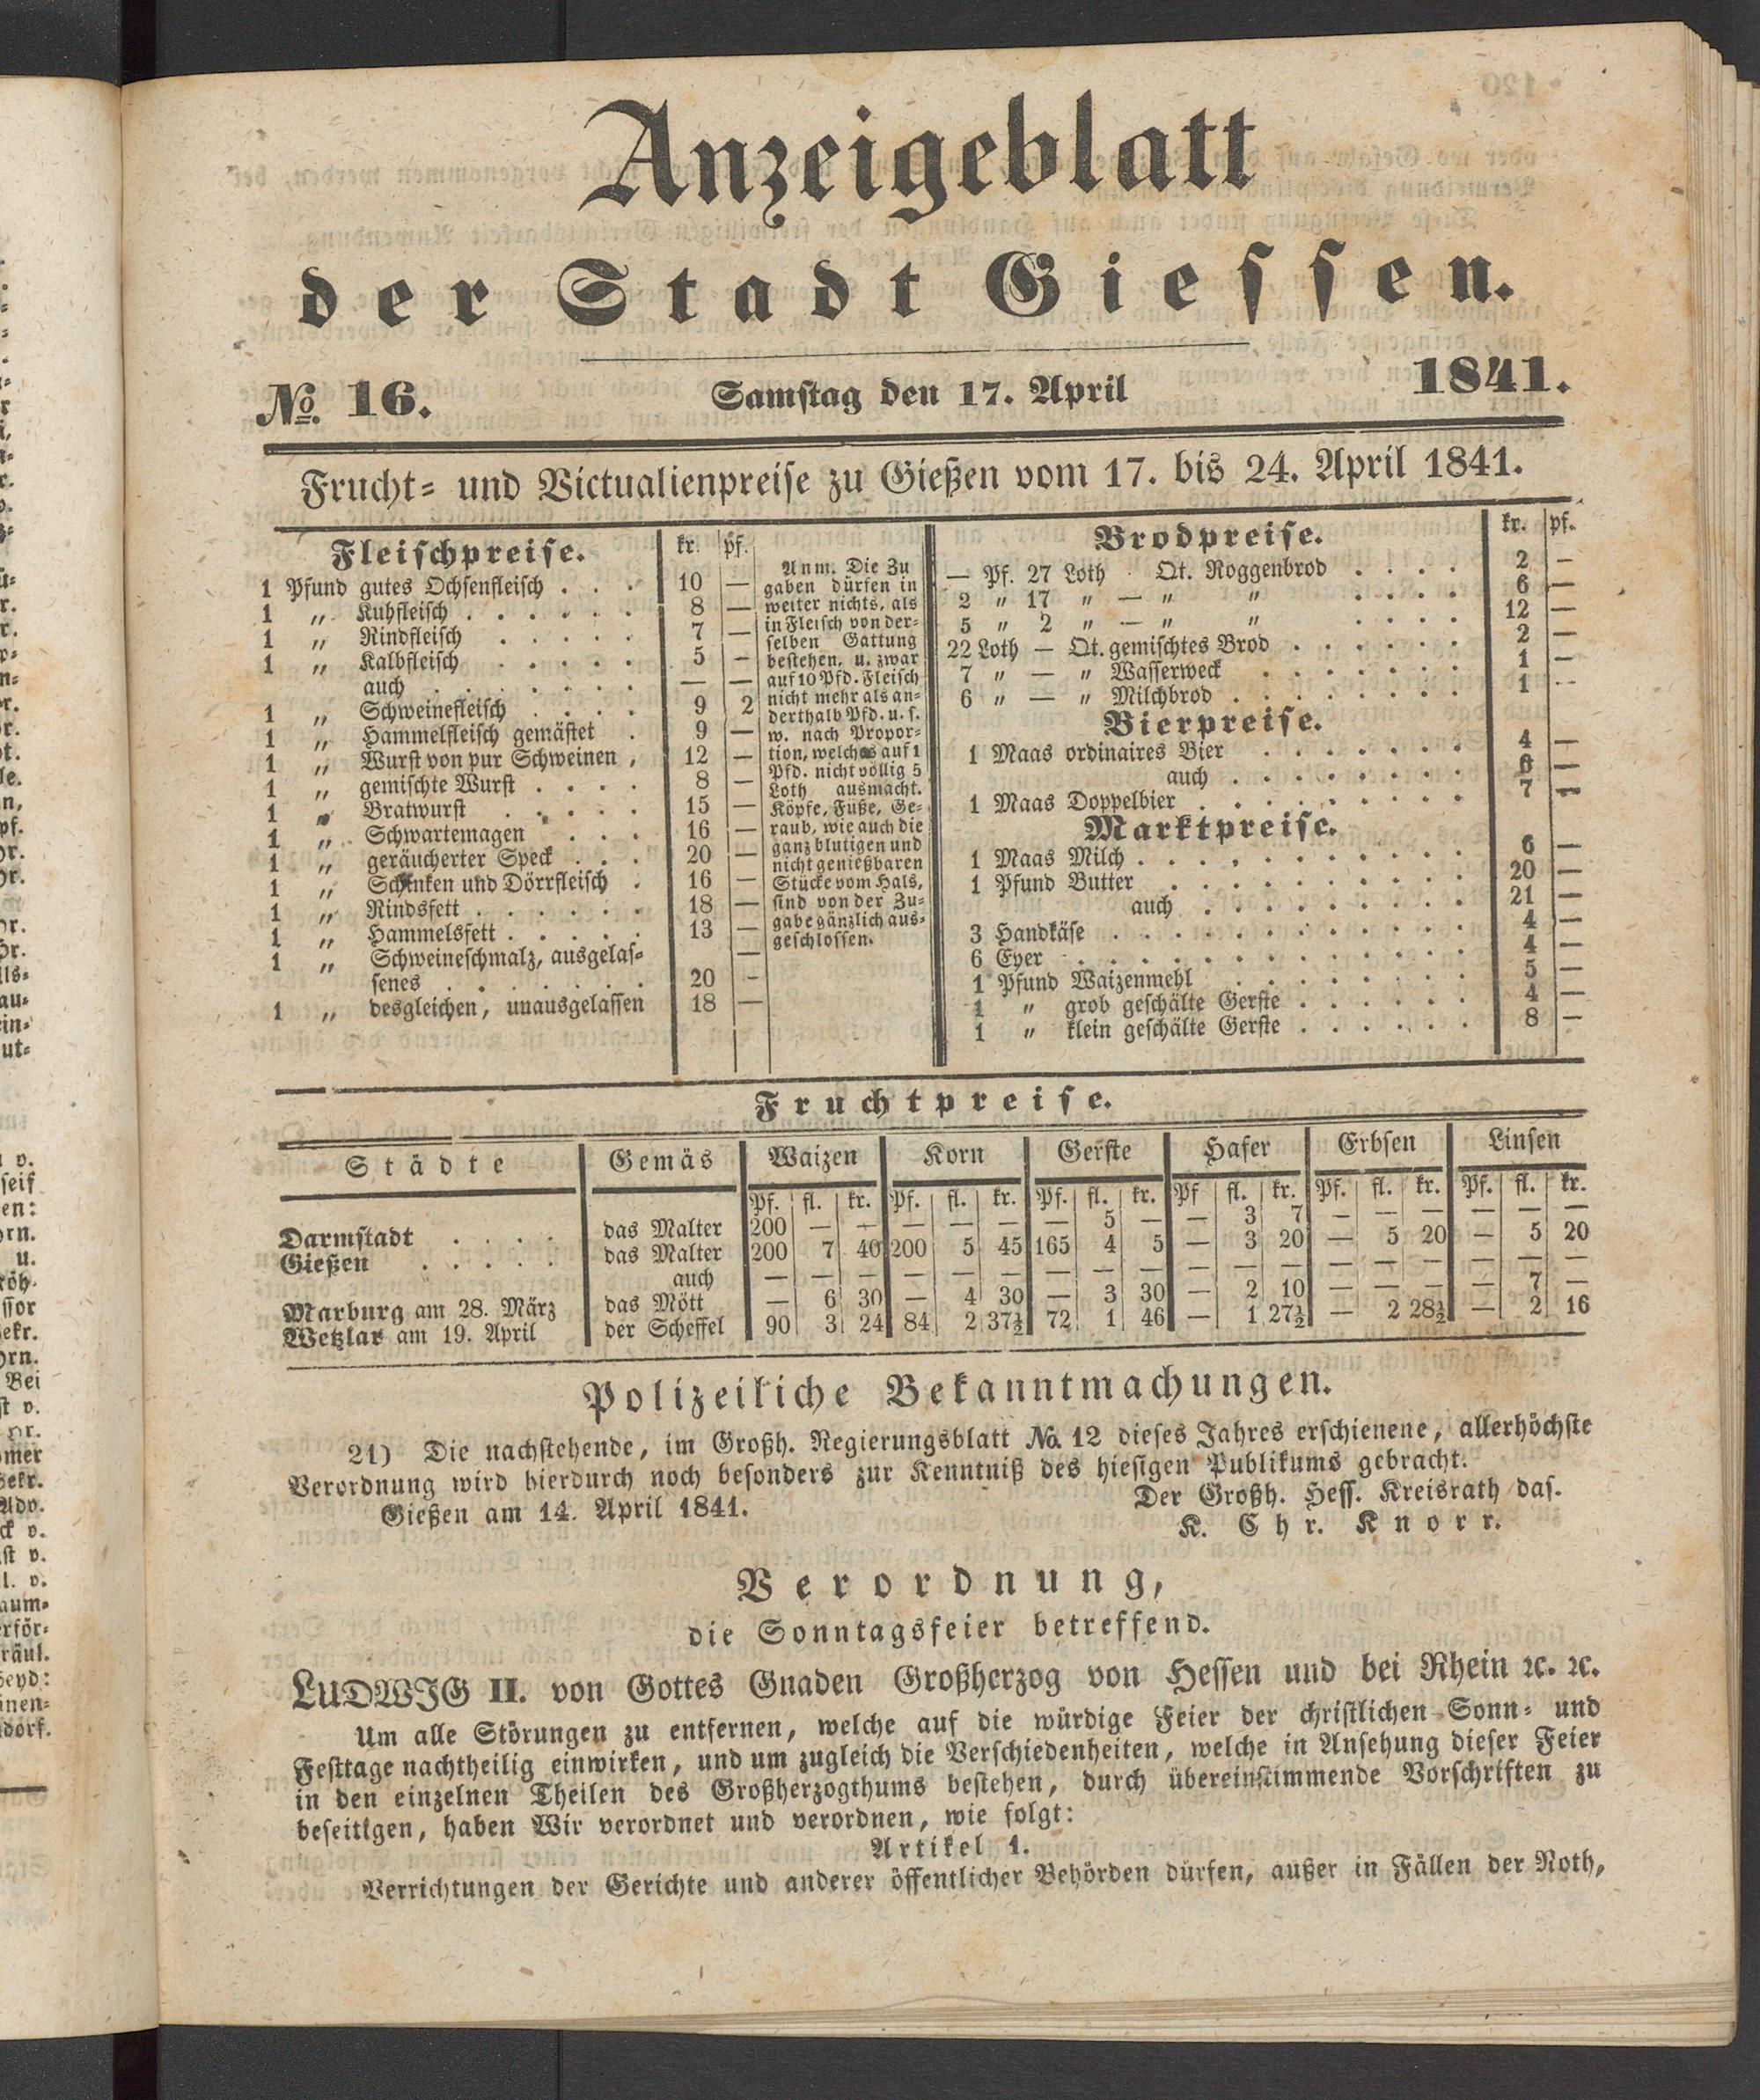 Anzeigeblatt
der Stadt Giessen.
No. 16. Samstag den 17. April 1841.
Frucht- und Victualienpreise zu Gießen vom 17. bis 24. April 1841.
Fleischpreise. kr. pf.
1 Pfund gutes Ochsenfleisch . . . 10 —
1 „ Kuhfleisch . . . . . . 8 —
1 „ Rindfleisch . . . . . 7 —
1 „ Kalbfleisch . . . . . 5 —
auch . . . . . . . — —
1 „ Schweinefleisch . . . . 9 2
1 „ Hammelfleisch gemästet . 9 —
1 „ Wurst von pur Schweinen , 12 —
1 „ gemischte Wurst . . . . 8 —
1 „ Bratwurst . . . . . 15 —
1 „ Schwartemagen . . . 16 —
1 „ geräucherter Speck . . . 20 —
1 „ Schinken und Dörrfleisch . 16 —
1 „ Rindsfett . . . . . . 18 —
1 „ Hammelsfett . . . . . 13 —
1 „ Schweineschmalz, ausgelas- —
senes . . . . . . . 20 -
1 „ desgleichen, unausgelassen 18 —
Anm. Die Zu
gaben dürfen in
weiter nichts, als
in Fleisch von der-
selben Gattung
bestehen, u. zwar
auf 10 Pfd. Fleisch
nicht mehr als an-
derthalb Pfd. u. s.
w. nach Propor-
tion, welches auf 1
Pfd. nicht völlig 5
Loth ausmacht.
Köpfe, Füße, Ge-
raub, wie auch die
ganz blutigen und
nicht genießbaren
Stücke vom Hals,
sind von der Zu-
gabe gänzlich aus-
geschlossen.
Brodpreise. kr. pf.
— Pf. 27 Loth · Qt. Roggenbrod . . . . 2 —
2 „ 17 „ — „ „ . . . . 6 —
5 „ 2 „ — „ „ . . . . 12 —
22 Loth — Qt. gemischtes Brod . . . . . . 2 —
7 „ — „ Wasserweck . . . . . . . 1 —
6 „ — „ Milchbrod . . . . . . . . 1 —
Bierpreise.
1 Maas ordinaires Bier . . . . . . . 4 —
auch . . . . . . . . 6 —
1 Maas Doppelbier . . . . . . . . . 7 —
Marktpreise.
1 Maas Milch . . . . . . . . . . . 6 —
1 Pfund Butter . . . . . . . . . . 20 —
auch . . . . . . . . . 21 —
3 Handkäse . . . . . . . . . . . . 4 —
6 Eyer . . . . . . . . . . . . . 4 —
1 Pfund Waizenmehl . . . . . . . . 5 —
1 „ grob geschälte Gerste . . . . . . 4 —
1 „ klein geschälte Gerste . . . . . . 8 —
Fruchtpreise.
Städte Gemäs Waizen Korn Gerste Hafer Erbsen Linsen
Pf. fl. kr. Pf. fl. kr. Pf. fl. kr. Pf fl. kr. Pf. fl. kr. Pf. fl. kr.
Darmstadt . . . . das Malter 200 — — — — — — 5 — — 3 7 — — — — — —
Gießen . . . . . das Malter 200 7 40 200 5 45 165 4 5 — 3 20 — 5 20 — 5 20
auch — — — — — — — — — — — — — — — — — —
Marburg am 28. März das Mött — 6 30 — 4 30 — 3 30 — 2 10 — — — — 7 —
Wetzlar am 19. April der Scheffel 90 3 24 84 2 37½ 72 1 46 — 1 27½ — 2 28½ — 2 16
Polizeiliche Bekanntmachungen.
21) Die nachstehende, im Großh. Regierungsblatt No. 12 dieses Jahres erschienene, allerhöchste
Verordnung wird hierdurch noch besonders zur Kenntniß des hiesigen Publikums gebracht.
Gießen am 14. April 1841. Der Großh. Hess. Kreisrath das.
K. Chr. Knorr.
Verordnung,
die Sonntagsfeier betreffend.
LUDWIG II. von Gottes Gnaden Großherzog von Hessen und bei Rhein ꝛc. ꝛc.
Um alle Störungen zu entfernen, welche auf die würdige Feier der christlichen Sonn- und
Festtage nachtheilig einwirken, und um zugleich die Verschiedenheiten, welche in Ansehung dieser Feier
in den einzelnen Theilen des Großherzogthums bestehen, durch übereinstimmende Vorschriften zu
beseitigen, haben Wir verordnet und verordnen, wie folgt:
Artikel 1.
Verrichtungen der Gerichte und anderer öffentlicher Behörden dürfen, außer in Fällen der Noth,